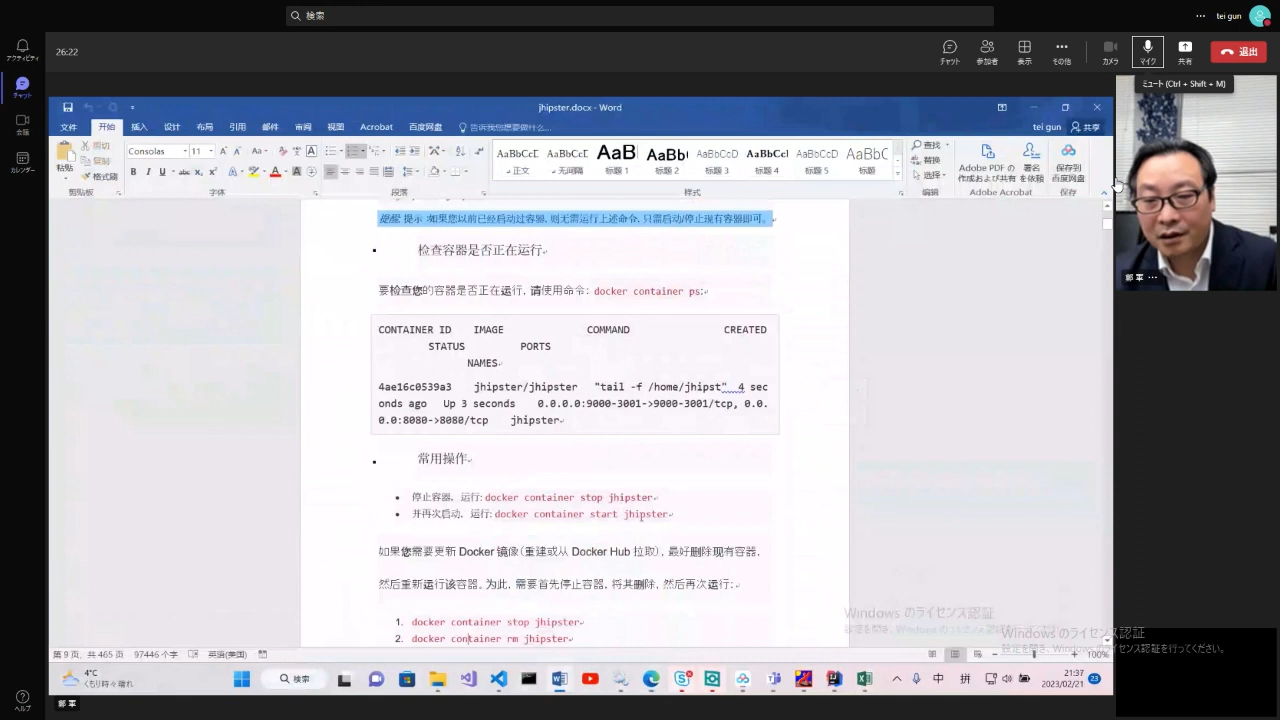 検索
tei gun
26:22
チャット
参加者
表示
その他
カメラ
マイク
共有
退出
ミュート (Ctrl + Shift + M)
アクティビティ
チャット
会議
カレンダー
ヘルプ
jhipster.docx - Word
文件
开始
插入
设计
布局
引用
邮件
审阅
视图
Acrobat
百度网盘
告诉我您想要做什么...
tei gun
共享
粘贴
剪切
复制
格式刷
剪贴板
Consolas
11
字体
段落
AaBbCcD
正文
AaBbCcD
无间隔
AaB
标题 1
AaBb
标题 2
AaBbCcD
标题 3
AaBbCcI
标题 4
AaBbCcD
标题 5
AaBbC
标题
样式
查找
替换
选择
编辑
Adobe PDF の
作成および共有
署名
を依頼
Adobe Acrobat
保存到
百度网盘
保存
提示:如果您以前已经启动过容器,则无需运行上述命令,只需启动/停止现有容器即可。
检查容器是否正在运行
要检查您的容器是否正在运行,请使用命令: docker container ps:
CONTAINER ID IMAGE COMMAND CREATED
STATUS PORTS
NAMES
4ae16c0539a3 jhipster/jhipster "tail -f /home/jhipst" 4 sec
onds ago Up 3 seconds 0.0.0.0:9000-3001->9000-3001/tcp, 0.0.
0.0:8080->8080/tcp jhipster
常用操作
• 停止容器、运行: docker container stop jhipster
• 并再次启动、运行: docker container start jhipster
如果您需要更新 Docker 镜像(重建或从 Docker Hub 拉取),最好删除现有容器,
然后重新运行该容器。为此,需要首先停止容器,将其删除,然后再次运行:
1. docker container stop jhipster
2. docker container rm jhipster
Windows のライセンス認証
Windows のライセンス認証
設定を開き、Windows のライセンス認証を行ってください。
第 9 页,共 465 页
97446 个字
英语(美国)
100%
4°C
くもり時々晴れ
检索
中
拼
21:37
2023/02/21
23
鄭 軍
鄭 軍